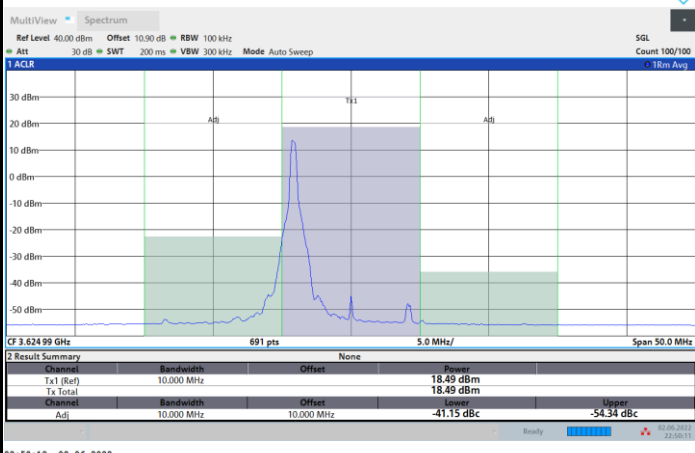 MultiView Spectrum
Ref Level 40.00 dBm Offset 10.90 dB RBW 100 kHz SGL
Att 30 dB SWT 200 ms VBW 300 kHz Mode Auto Sweep Count 100/100
1 ACLR 1Rm Avg
30 dBm
Tx1
20 dBm
Adj Adj
10 dBm
0 dBm
-10 dBm
-20 dBm
-30 dBm
-40 dBm
-50 dBm
CF 3.624 99 GHz 691 pts 5.0 MHz/ Span 50.0 MHz
2 Result Summary None
Channel Bandwidth Offset Power
Tx1 (Ref) 10.000 MHz 18.49 dBm
Tx Total 18.49 dBm
Channel Bandwidth Offset Lower Upper
Adj 10.000 MHz 10.000 MHz -41.15 dBc -54.34 dBc
Ready 02.06.2022
22:50:11